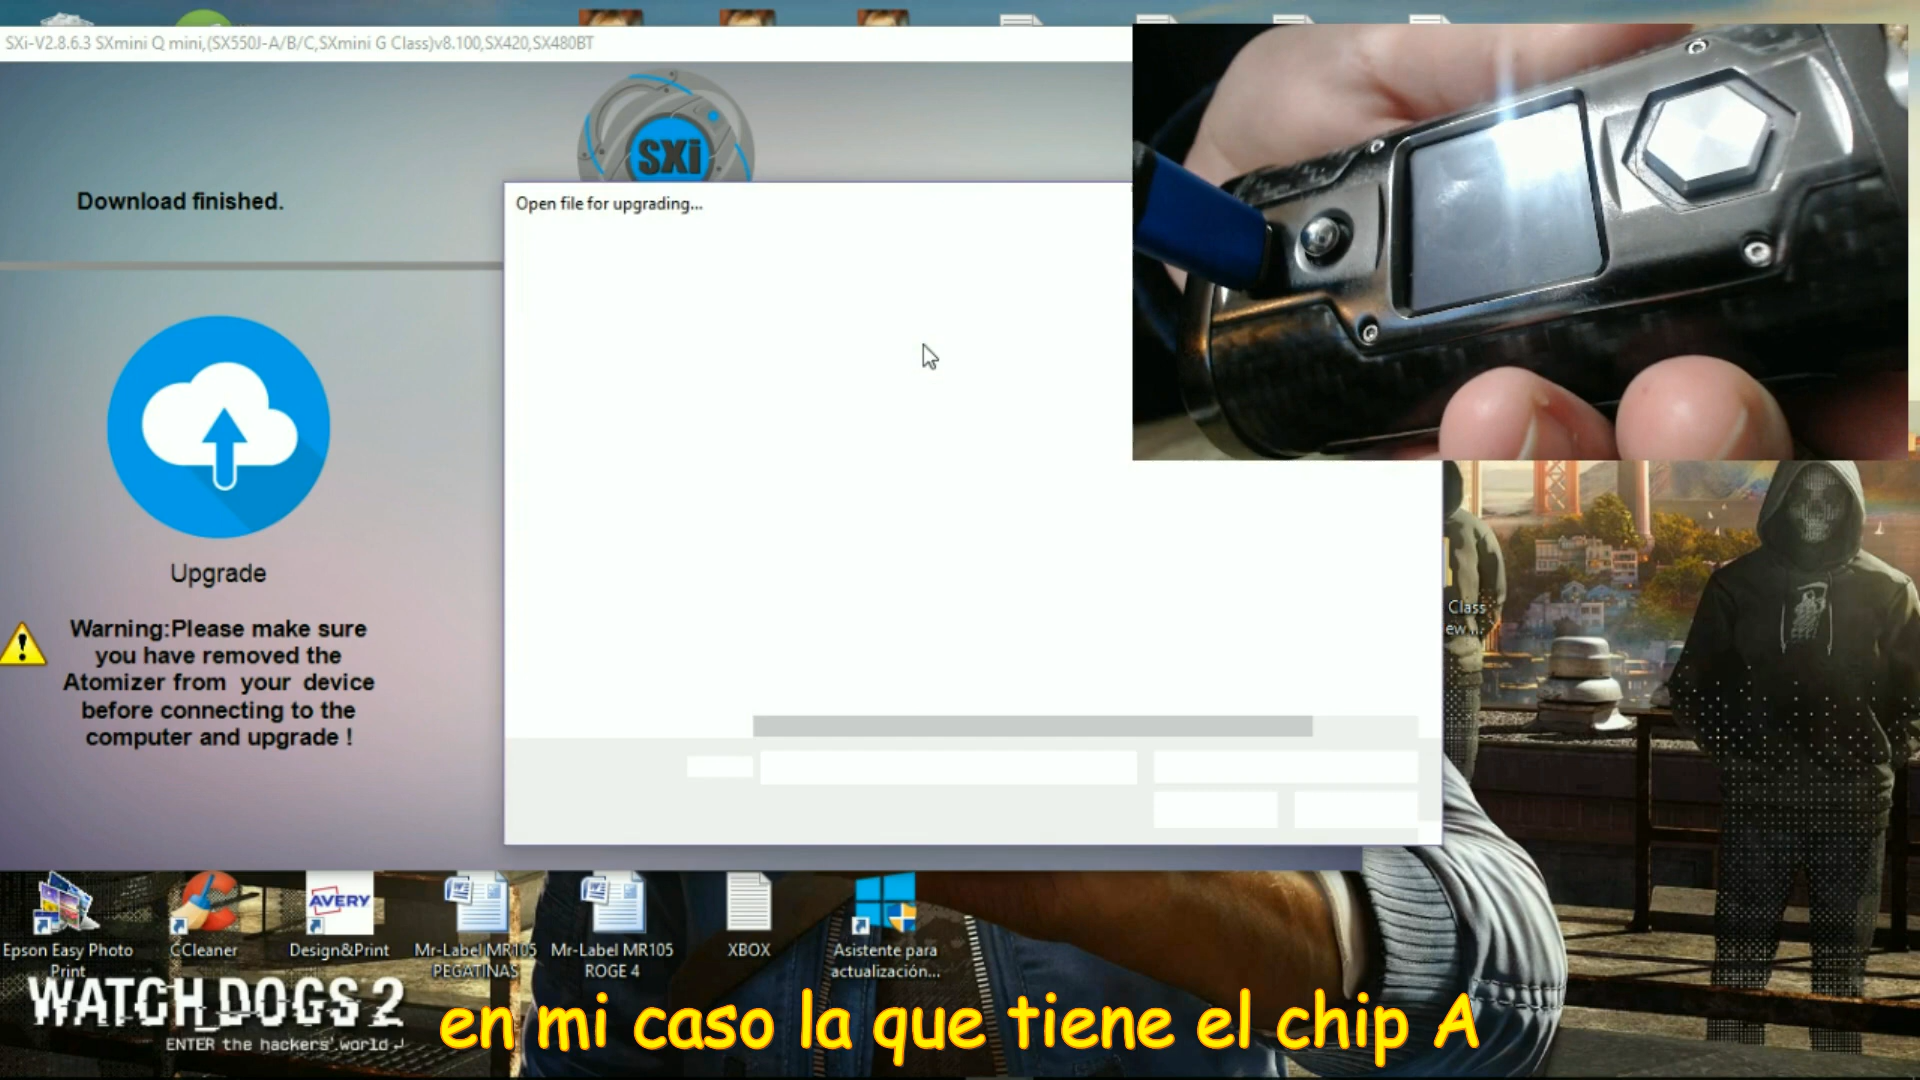 SXi-V2.8.6.3 SXmini Q mini,(SX550J-A/B/C,SXmini G Class)v8.100,SX420,SX480BT
SXi
Download finished.
Open file for upgrading...
Upgrade
Warning:Please make sure
you have removed the
Atomizer from your device
before connecting to the
computer and upgrade !
Class
Epson Easy Photo
Print
CCleaner
AVERY
Design&Print
Mr-Label MR105
PEGATINAS
Mr-Label MR105
ROGE 4
XBOX
Asistente para
actualización...
WATCH_DOGS 2
ENTER the hackers'.world
en mi caso la que tiene el chip A